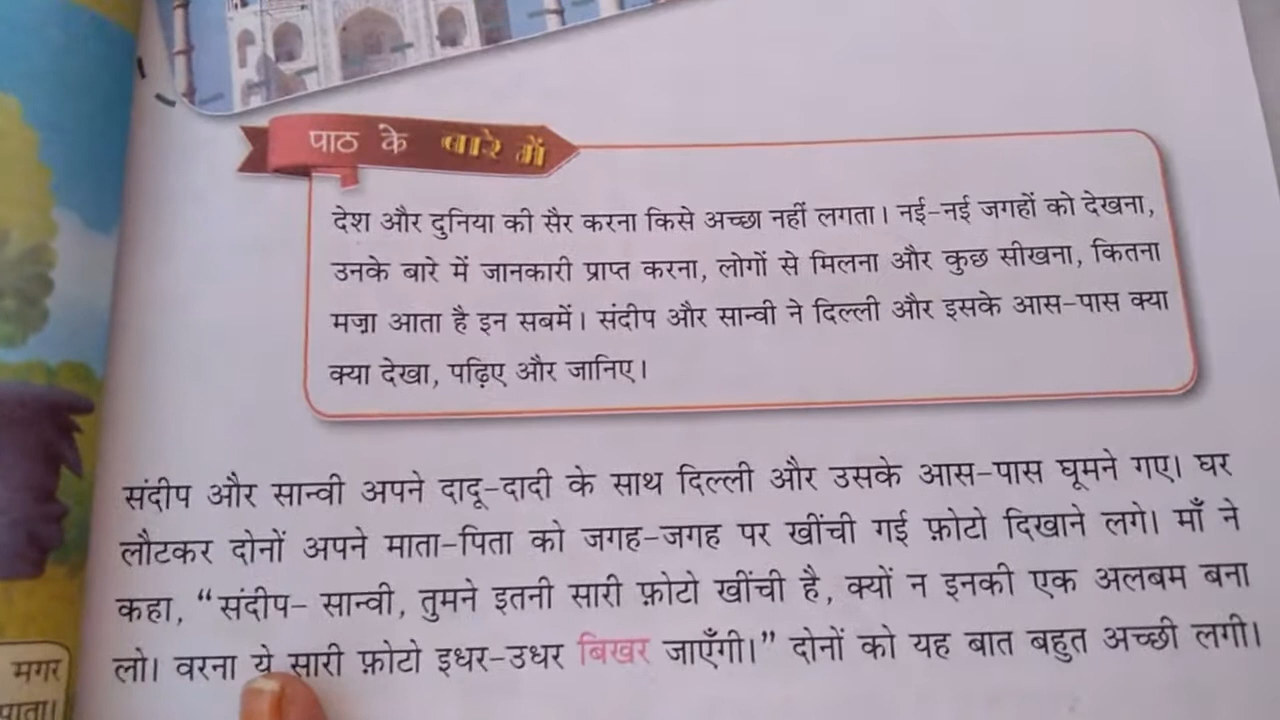 पाठ के बारे में
देश और दुनिया की सैर करना किसे अच्छा नहीं लगता। नई-नई जगहों को देखना,
उनके बारे में जानकारी प्राप्त करना, लोगों से मिलना और कुछ सीखना, कितना
मज़ा आता है इन सबमें। संदीप और सान्वी ने दिल्ली और इसके आस-पास क्या
क्या देखा, पढ़िए और जानिए।
संदीप और सान्वी अपने दादू-दादी के साथ दिल्ली और उसके आस-पास घूमने गए। घर
लौटकर दोनों अपने माता-पिता को जगह-जगह पर खींची गई फ़ोटो दिखाने लगे। माँ ने
कहा, “संदीप- सान्वी, तुमने इतनी सारी फ़ोटो खींची है, क्यों न इनकी एक अलबम बना
लो। वरना ये सारी फ़ोटो इधर-उधर बिखर जाएँगी।” दोनों को यह बात बहुत अच्छी लगी।
मगर
पाता।